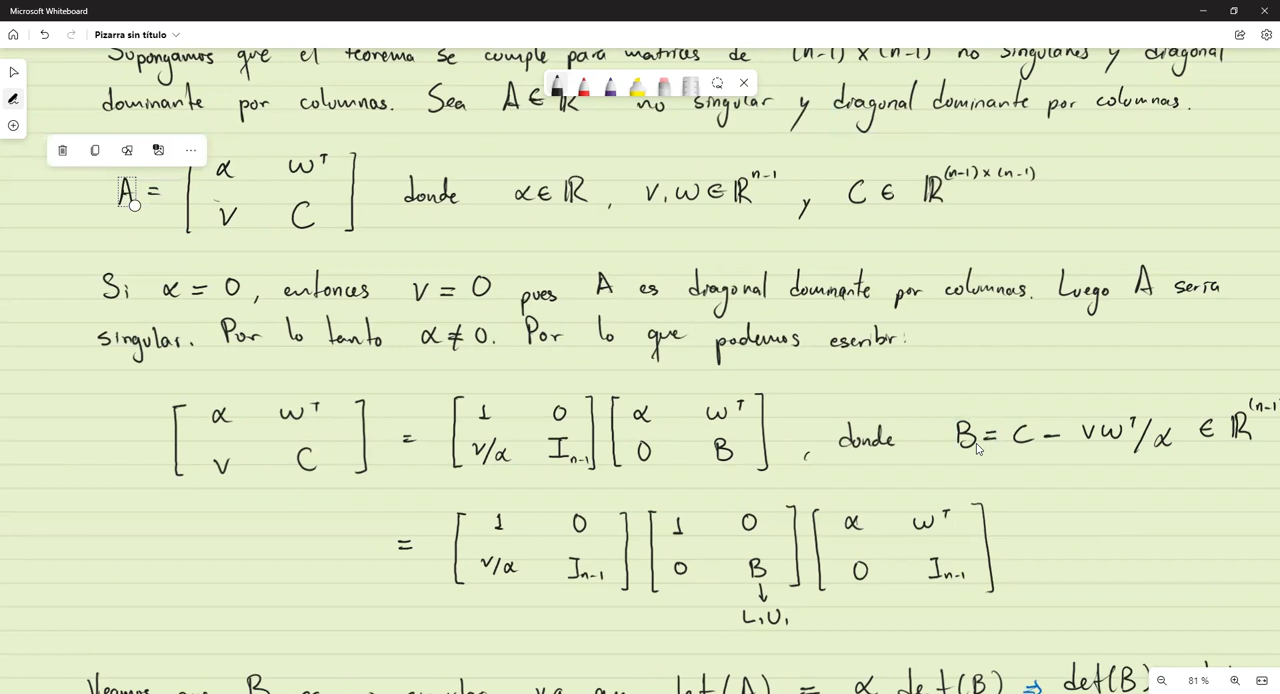 Microsoft Whiteboard
Pizarra sin título
Supongamos que el teorema se cumple para matrices de (n-1) x (n-1) no singulares y diagonal
dominante por columnas. Sea A ∈ ℝ no singular y diagonal dominante por columnas.
A = [ α wᵀ ; v C ] donde α ∈ ℝ, v, w ∈ ℝⁿ⁻¹ y C ∈ ℝ⁽ⁿ⁻¹⁾ˣ⁽ⁿ⁻¹⁾
Si α = 0, entonces v = 0 pues A es diagonal dominante por columnas. Luego A sería
singular. Por lo tanto α ≠ 0. Por lo que podemos escribir:
[ α wᵀ ; v C ] = [ 1 0 ; v/α Iₙ₋₁ ] [ α wᵀ ; 0 B ], donde B = C - vwᵀ/α ∈ ℝ⁽ⁿ⁻¹
= [ 1 0 ; v/α Iₙ₋₁ ] [ 1 0 ; 0 B ] [ α wᵀ ; 0 Iₙ₋₁ ]
↓
L₁U₁
B det(A) = α det(B) ⇒ det(B)
81 %